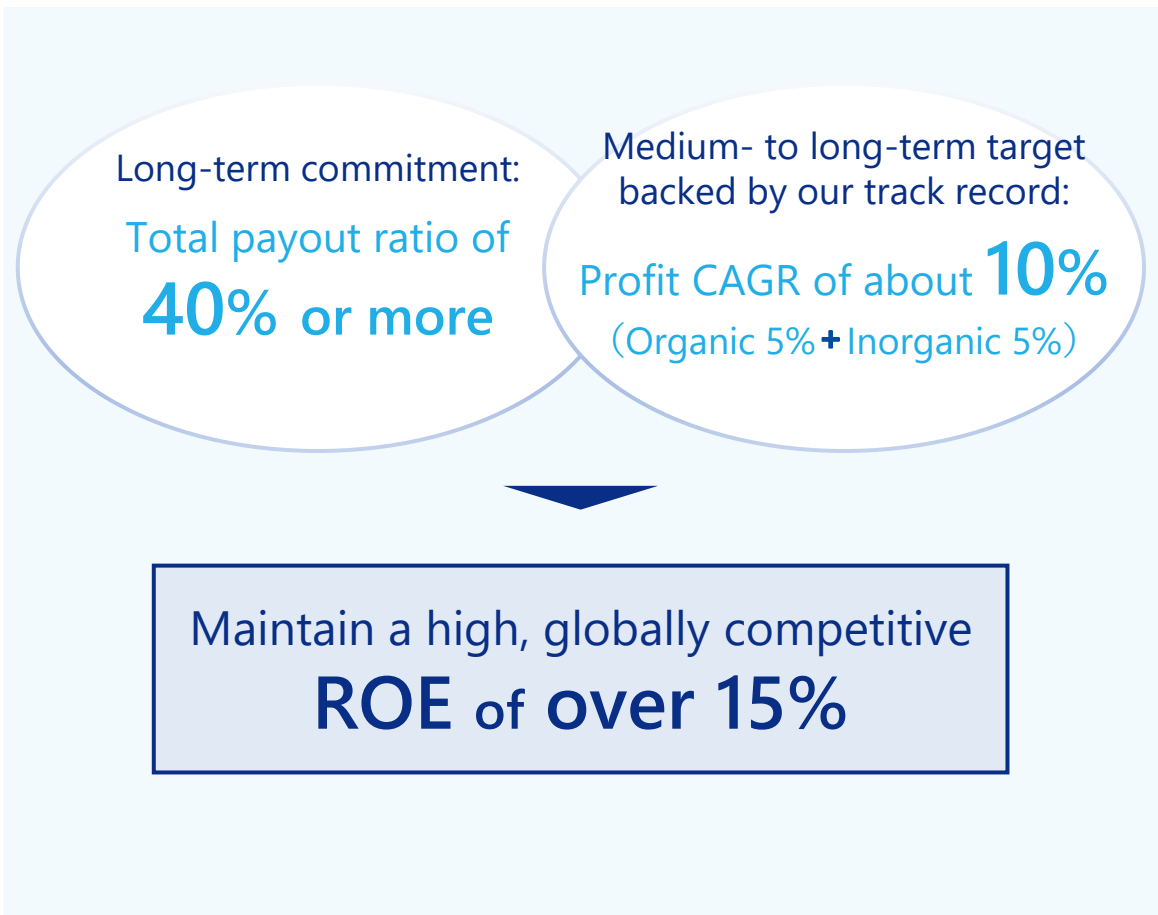 Long-term commitment:
Total payout ratio of
40% or more
Medium- to long-term target
backed by our track record:
Profit CAGR of about 10%
（Organic 5%+Inorganic 5%）
Maintain a high, globally competitive
ROE of over 15%